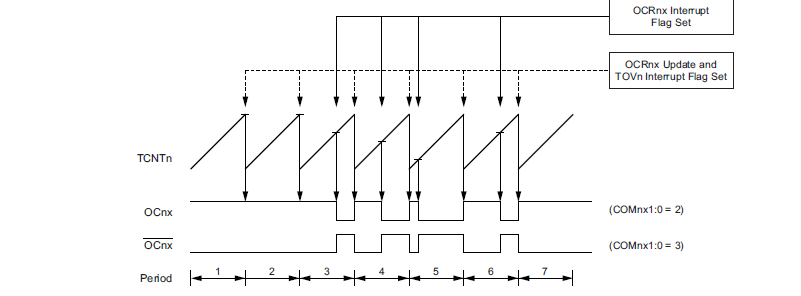 OCRnx Interrupt
Flag Set
OCRnx Update and
TOVn Interrupt Flag Set
TCNTn
OCnx
(COMnx1:0 = 2)
OCnx
(COMnx1:0 = 3)
Period
1 2 3 4 5 6 7